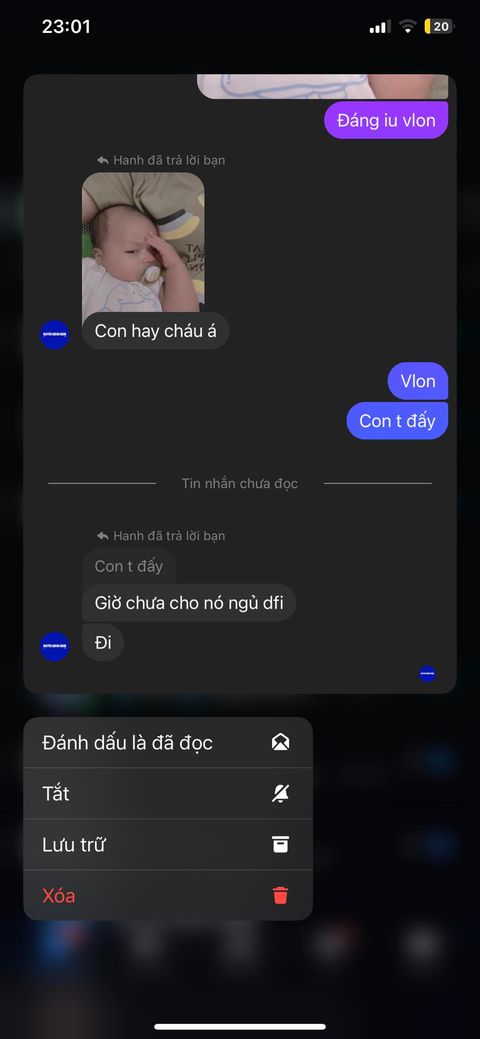 23:01
20
Đáng iu vlon
Hanh đã trả lời bạn
Con hay cháu á
Vlon
Con t đấy
Tin nhắn chưa đọc
Hanh đã trả lời bạn
Con t đấy
Giờ chưa cho nó ngủ dfi
Đi
Đánh dấu là đã đọc
Tắt
Lưu trữ
Xóa